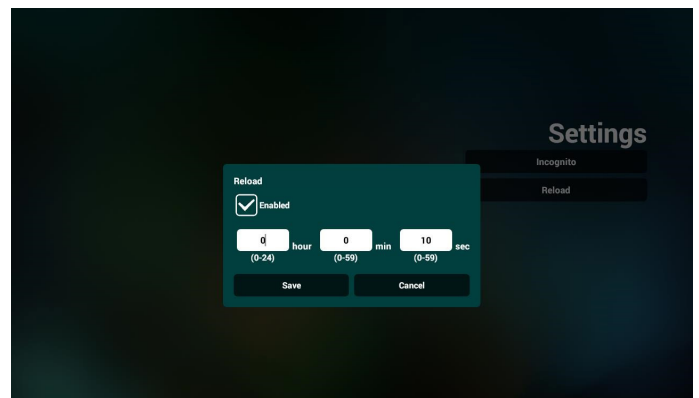 Settings
Incognito
Reload
Reload
Enabled
0 hour 0 min 10 sec
(0-24) (0-59) (0-59)
Save Cancel